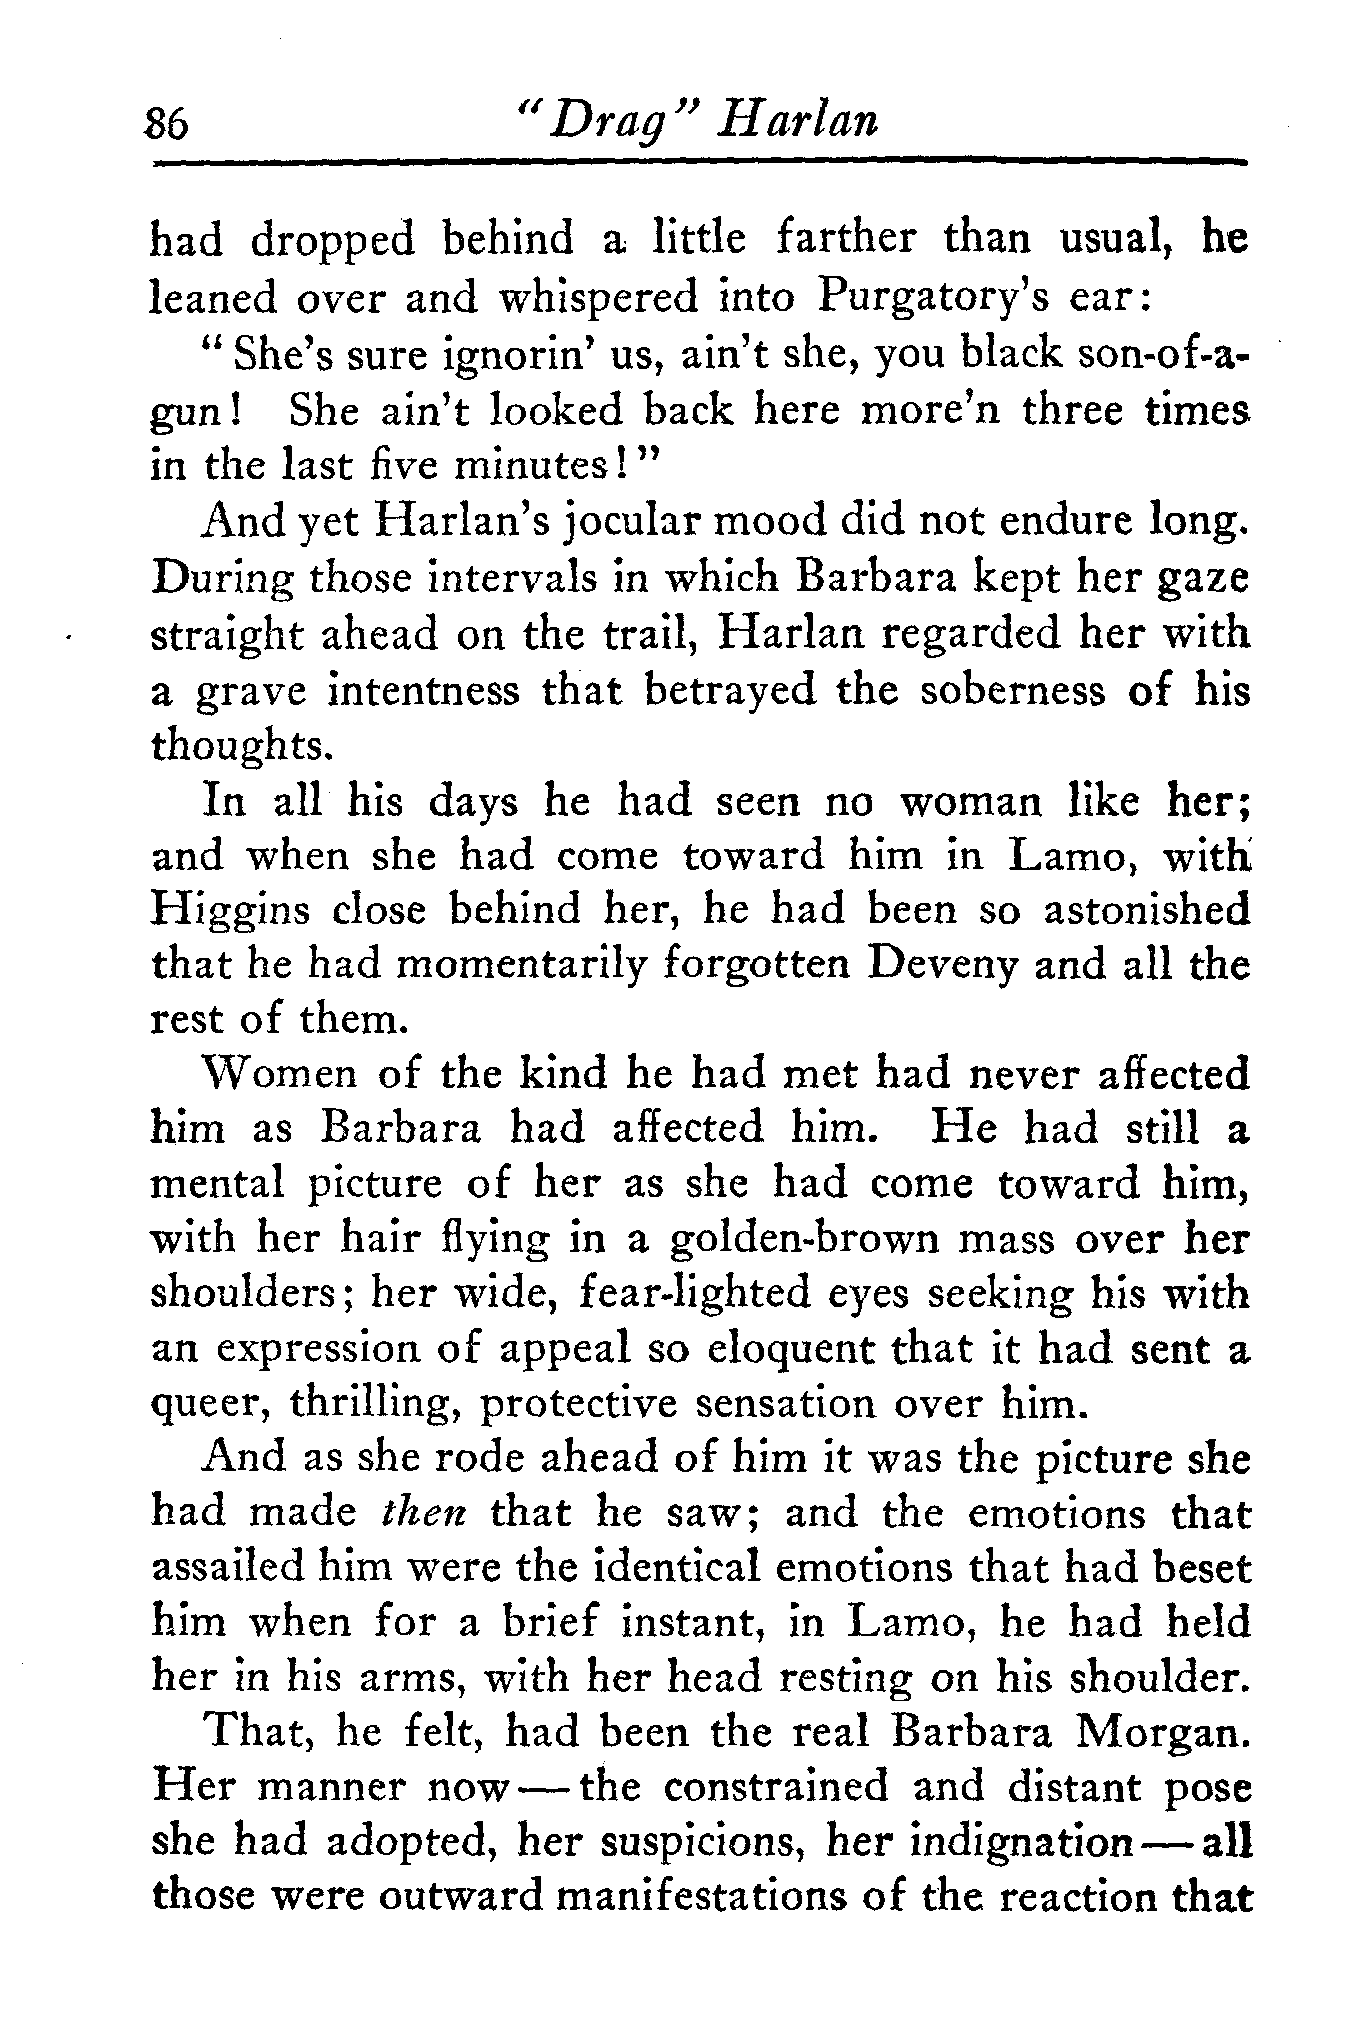 86 "Drag" Harlan
had dropped behind a little farther than usual, he
leaned over and whispered into Purgatory's ear:
"She's sure ignorin' us, ain't she, you black son-of-a-
gun! She ain't looked back here more'n three times
in the last five minutes!"
And yet Harlan's jocular mood did not endure long.
During those intervals in which Barbara kept her gaze
straight ahead on the trail, Harlan regarded her with
a grave intentness that betrayed the soberness of his
thoughts.
In all his days he had seen no woman like her;
and when she had come toward him in Lamo, with
Higgins close behind her, he had been so astonished
that he had momentarily forgotten Deveny and all the
rest of them.
Women of the kind he had met had never affected
him as Barbara had affected him. He had still a
mental picture of her as she had come toward him,
with her hair flying in a golden-brown mass over her
shoulders; her wide, fear-lighted eyes seeking his with
an expression of appeal so eloquent that it had sent a
queer, thrilling, protective sensation over him.
And as she rode ahead of him it was the picture she
had made then that he saw; and the emotions that
assailed him were the identical emotions that had beset
him when for a brief instant, in Lamo, he had held
her in his arms, with her head resting on his shoulder.
That, he felt, had been the real Barbara Morgan.
Her manner now—the constrained and distant pose
she had adopted, her suspicions, her indignation—all
those were outward manifestations of the reaction that